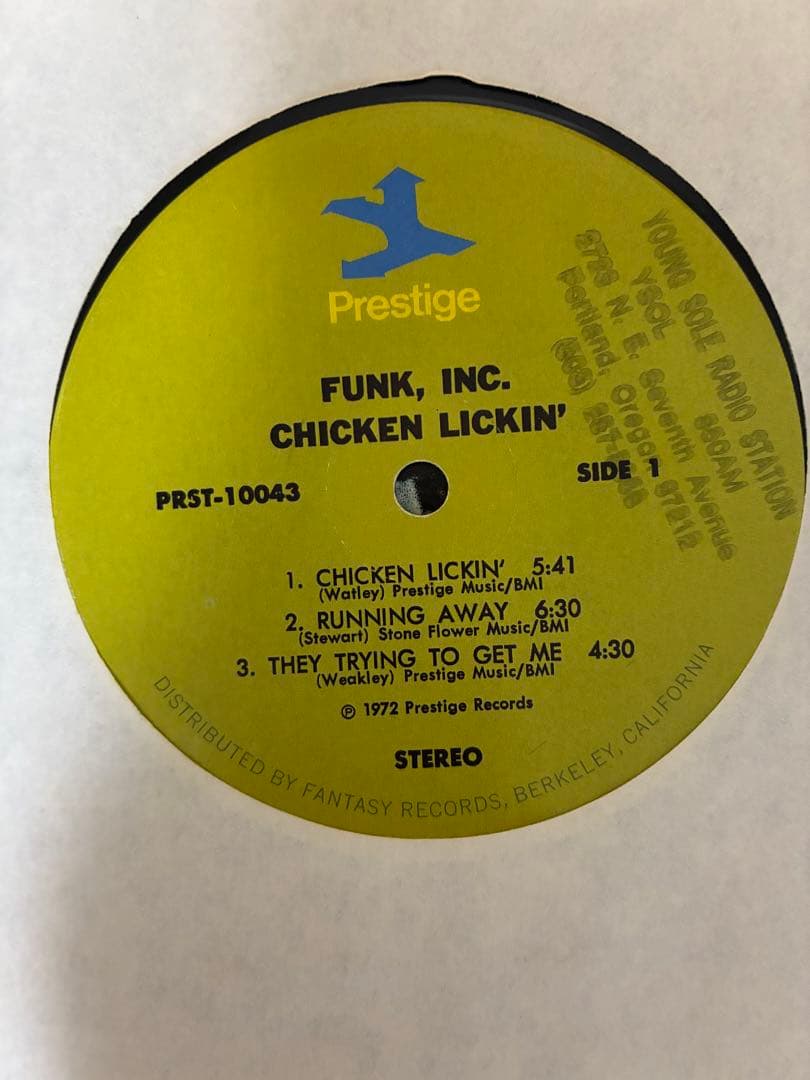 Prestige
FUNK, INC.
CHICKEN LICKIN'
PRST-10043
SIDE 1
1. CHICKEN LICKIN' 5:41
(Watley) Prestige Music/BMI
2. RUNNING AWAY 6:30
(Stewart) Stone Flower Music/BMI
3. THEY TRYING TO GET ME 4:30
(Weakley) Prestige Music/BMI
℗ 1972 Prestige Records
STEREO
DISTRIBUTED BY FANTASY RECORDS, BERKELEY, CALIFORNIA
YOUNG SOLE RADIO STATION
YSOL
N. E. Seventh Avenue
Portland, Oregon 97212
(503)